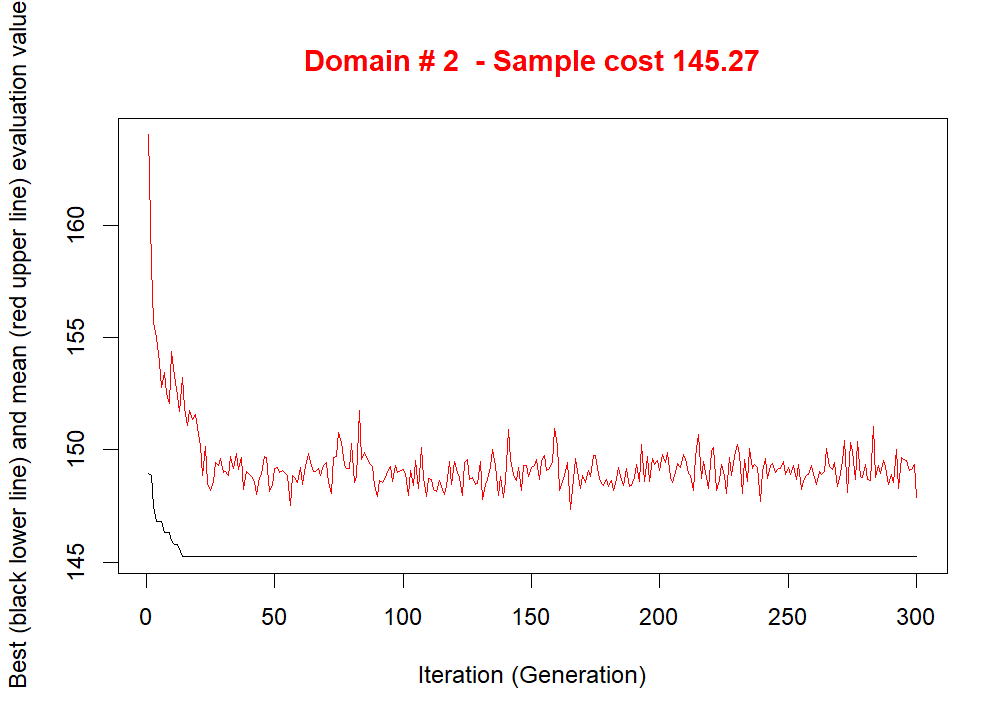 Domain # 2  - Sample cost 145.27
Best (black lower line) and mean (red upper line) evaluation value
160
155
150
145
0 50 100 150 200 250 300
Iteration (Generation)